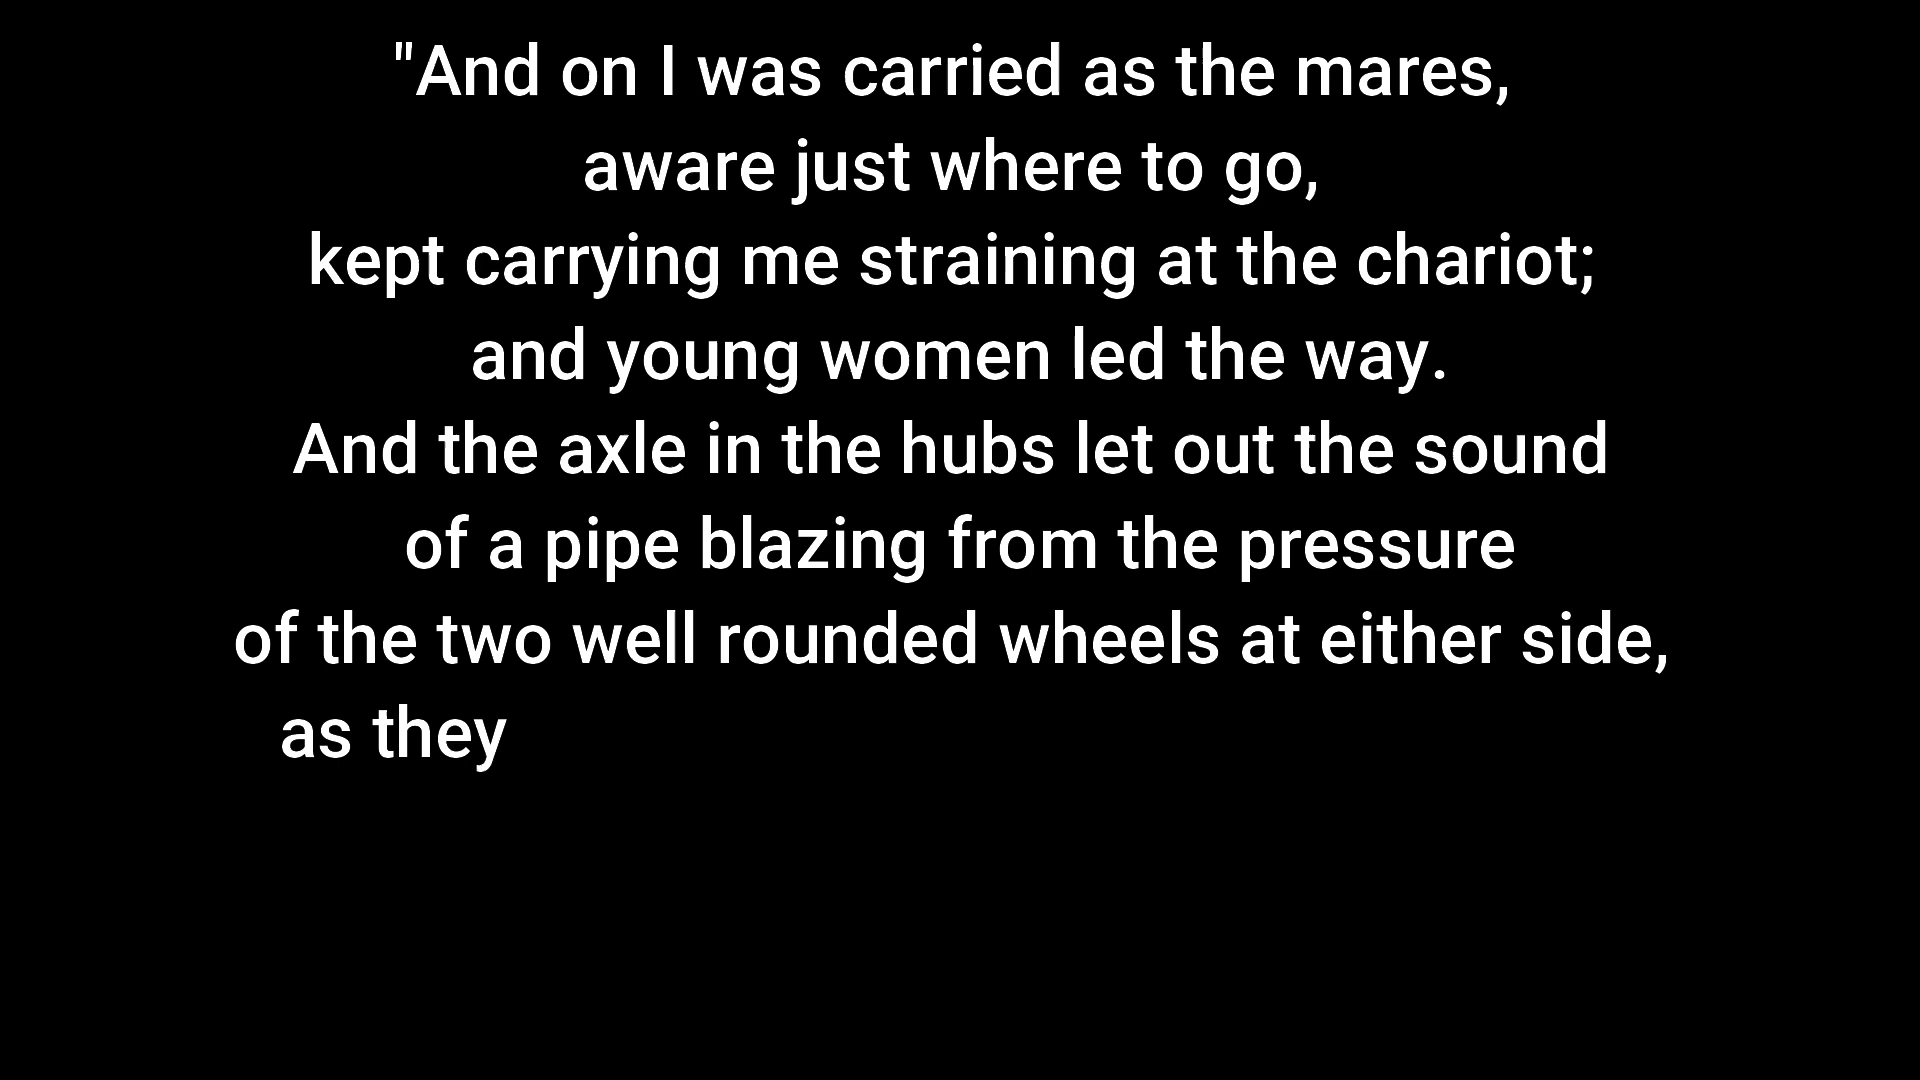 "And on I was carried as the mares,
aware just where to go,
kept carrying me straining at the chariot;
and young women led the way.
And the axle in the hubs let out the sound
of a pipe blazing from the pressure
of the two well rounded wheels at either side,
as they